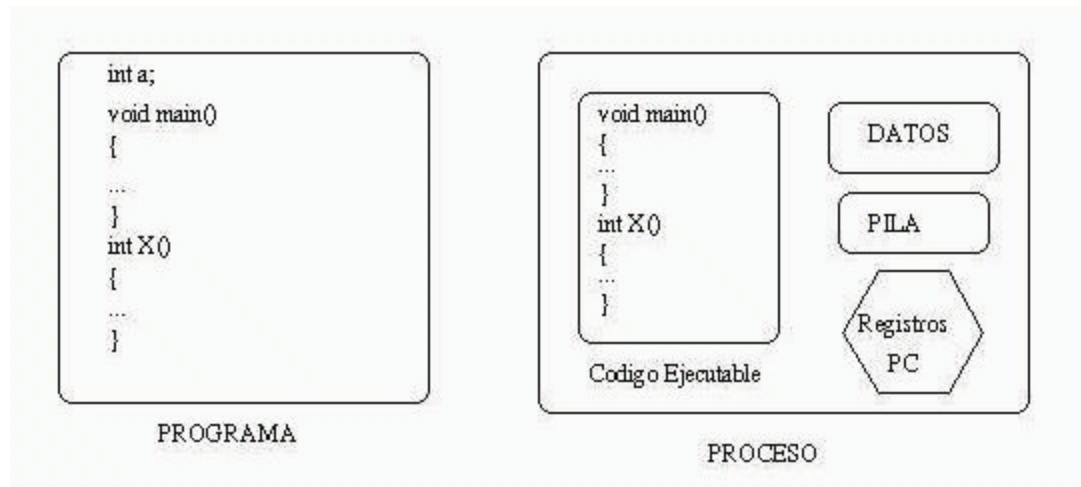 int a;
void main()
{
...
}
int X()
{
...
}
PROGRAMA
void main()
{
...
}
int X()
{
...
}
Codigo Ejecutable
DATOS
PILA
Registros
PC
PROCESO